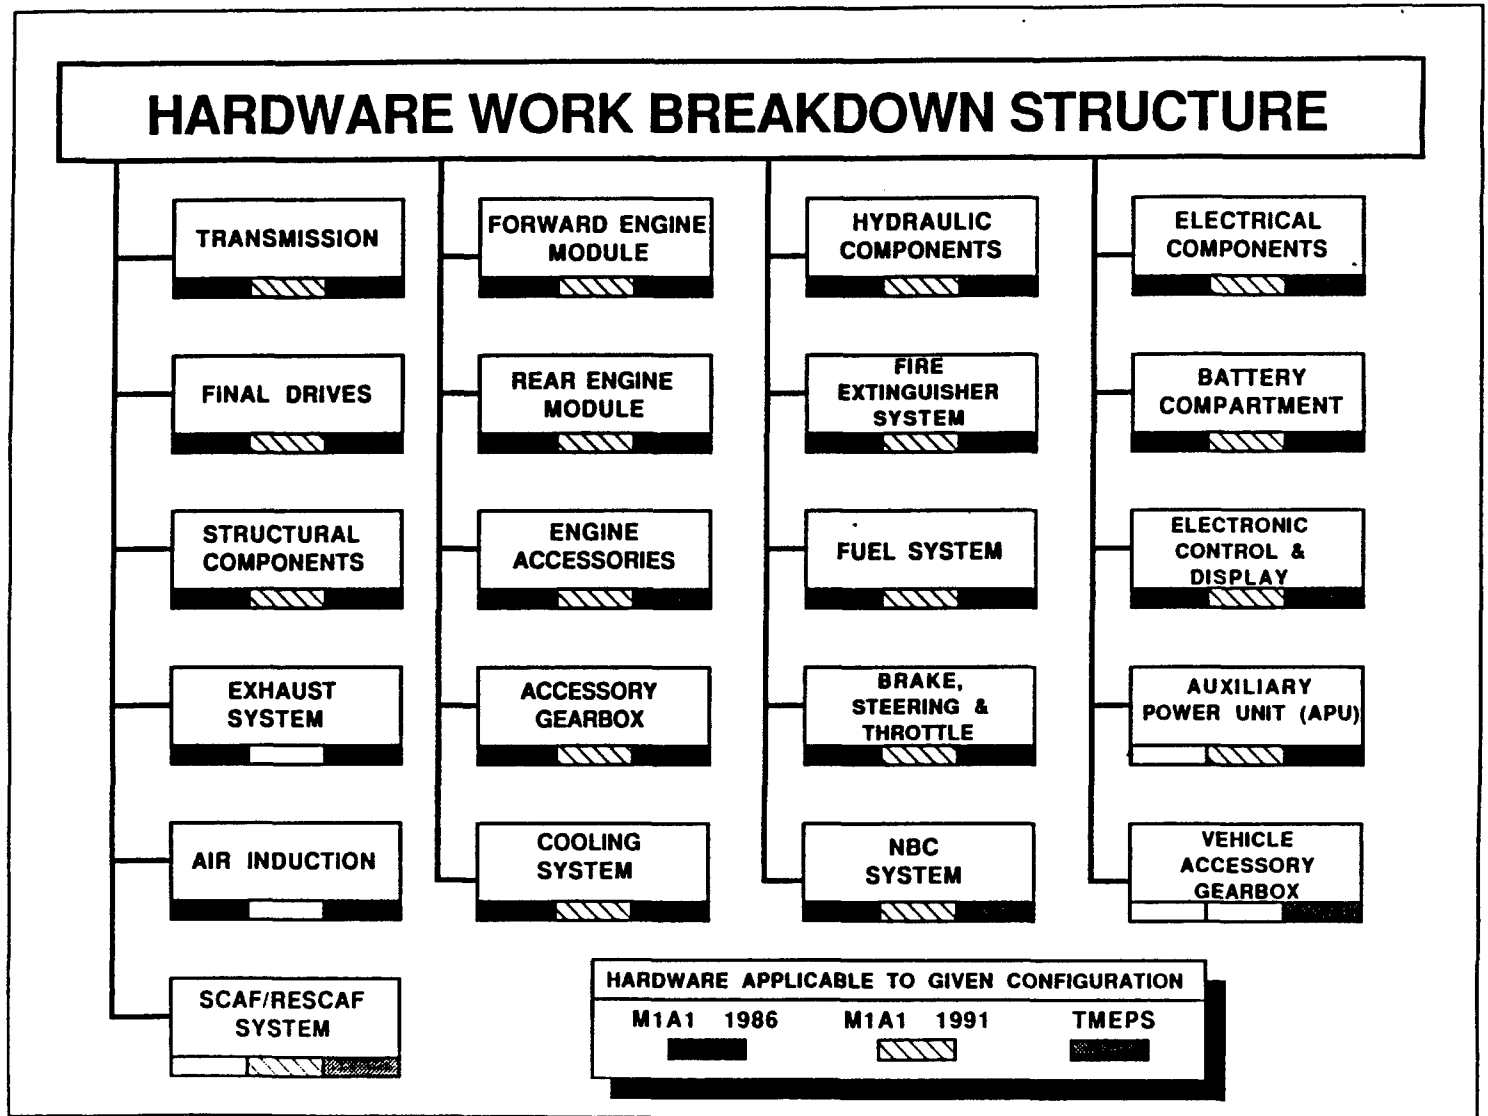 HARDWARE WORK BREAKDOWN STRUCTURE
TRANSMISSION
FINAL DRIVES
STRUCTURAL
COMPONENTS
EXHAUST
SYSTEM
AIR INDUCTION
SCAF/RESCAF
SYSTEM
FORWARD ENGINE
MODULE
REAR ENGINE
MODULE
ENGINE
ACCESSORIES
ACCESSORY
GEARBOX
COOLING
SYSTEM
HYDRAULIC
COMPONENTS
FIRE
EXTINGUISHER
SYSTEM
FUEL SYSTEM
BRAKE,
STEERING &
THROTTLE
NBC
SYSTEM
ELECTRICAL
COMPONENTS
BATTERY
COMPARTMENT
ELECTRONIC
CONTROL &
DISPLAY
AUXILIARY
POWER UNIT (APU)
VEHICLE
ACCESSORY
GEARBOX
HARDWARE APPLICABLE TO GIVEN CONFIGURATION
M1A1 1986 M1A1 1991 TMEPS